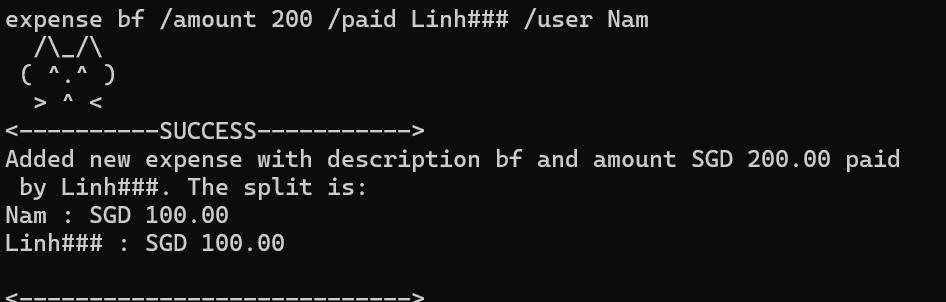 expense bf /amount 200 /paid Linh### /user Nam
  /\_/\
 ( ^.^ )
  > ^ <
<----------SUCCESS----------->
Added new expense with description bf and amount SGD 200.00 paid
 by Linh###. The split is:
Nam : SGD 100.00
Linh### : SGD 100.00

<---------------------------->